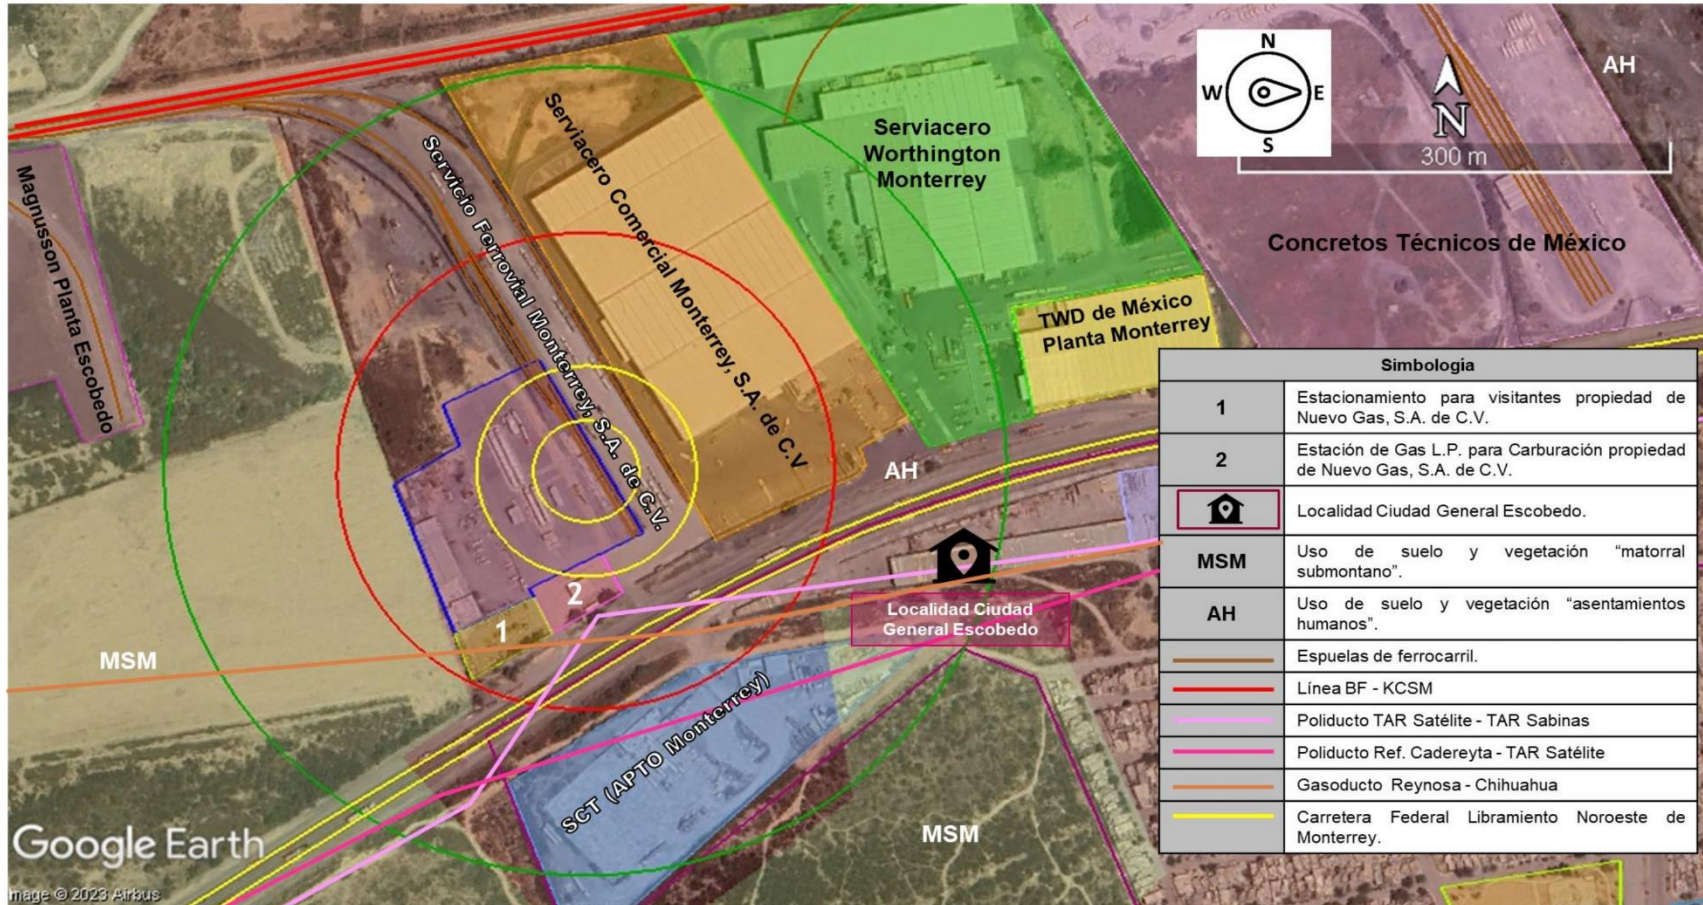 N
W E
S
N
300 m
AH
Magnusson Planta Escobedo
Servicio Ferrovial Monterrey, S.A. de C.V.
Serviacero Comercial Monterrey, S.A. de C.V
Serviacero
Worthington
Monterrey
Concretos Técnicos de México
TWD de México
Planta Monterrey
AH
2
1
MSM
Localidad Ciudad
General Escobedo
SCT (APTO Monterrey)
MSM
Simbología
1 Estacionamiento para visitantes propiedad de
Nuevo Gas, S.A. de C.V.
2 Estación de Gas L.P. para Carburación propiedad
de Nuevo Gas, S.A. de C.V.
Localidad Ciudad General Escobedo.
MSM Uso de suelo y vegetación “matorral
submontano”.
AH Uso de suelo y vegetación “asentamientos
humanos”.
Espuelas de ferrocarril.
Línea BF - KCSM
Poliducto TAR Satélite - TAR Sabinas
Poliducto Ref. Cadereyta - TAR Satélite
Gasoducto Reynosa - Chihuahua
Carretera Federal Libramiento Noroeste de
Monterrey.
Google Earth
mage © 2023 Airbus